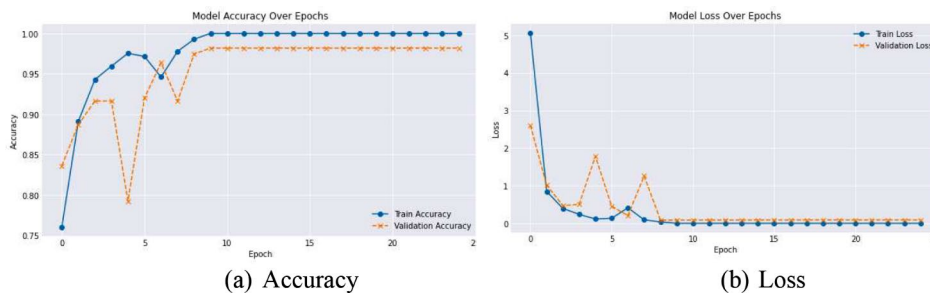 Model Accuracy Over Epochs
1.00
0.95
0.90
0.85
0.80
0.75
Accuracy
Train Accuracy
Validation Accuracy
0 5 10 15 20 2
Epoch
(a) Accuracy
Model Loss Over Epochs
5
4
3
2
1
0
Loss
Train Loss
Validation Loss
0 5 10 15 20
Epoch
(b) Loss